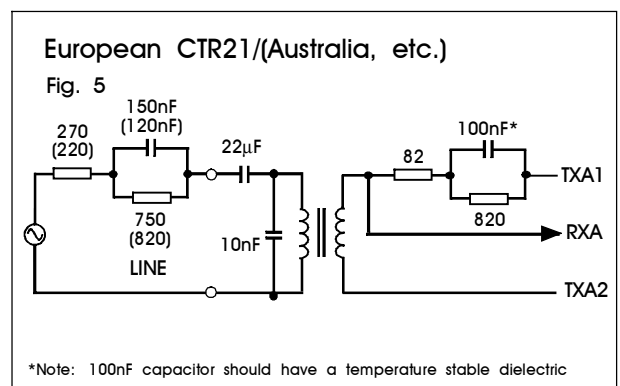 European CTR21/(Australia, etc.)
Fig. 5
150nF
(120nF)
270
(220)
22µF
100nF*
82
TXA1
750
(820)
10nF
820
RXA
LINE
TXA2
*Note: 100nF capacitor should have a temperature stable dielectric